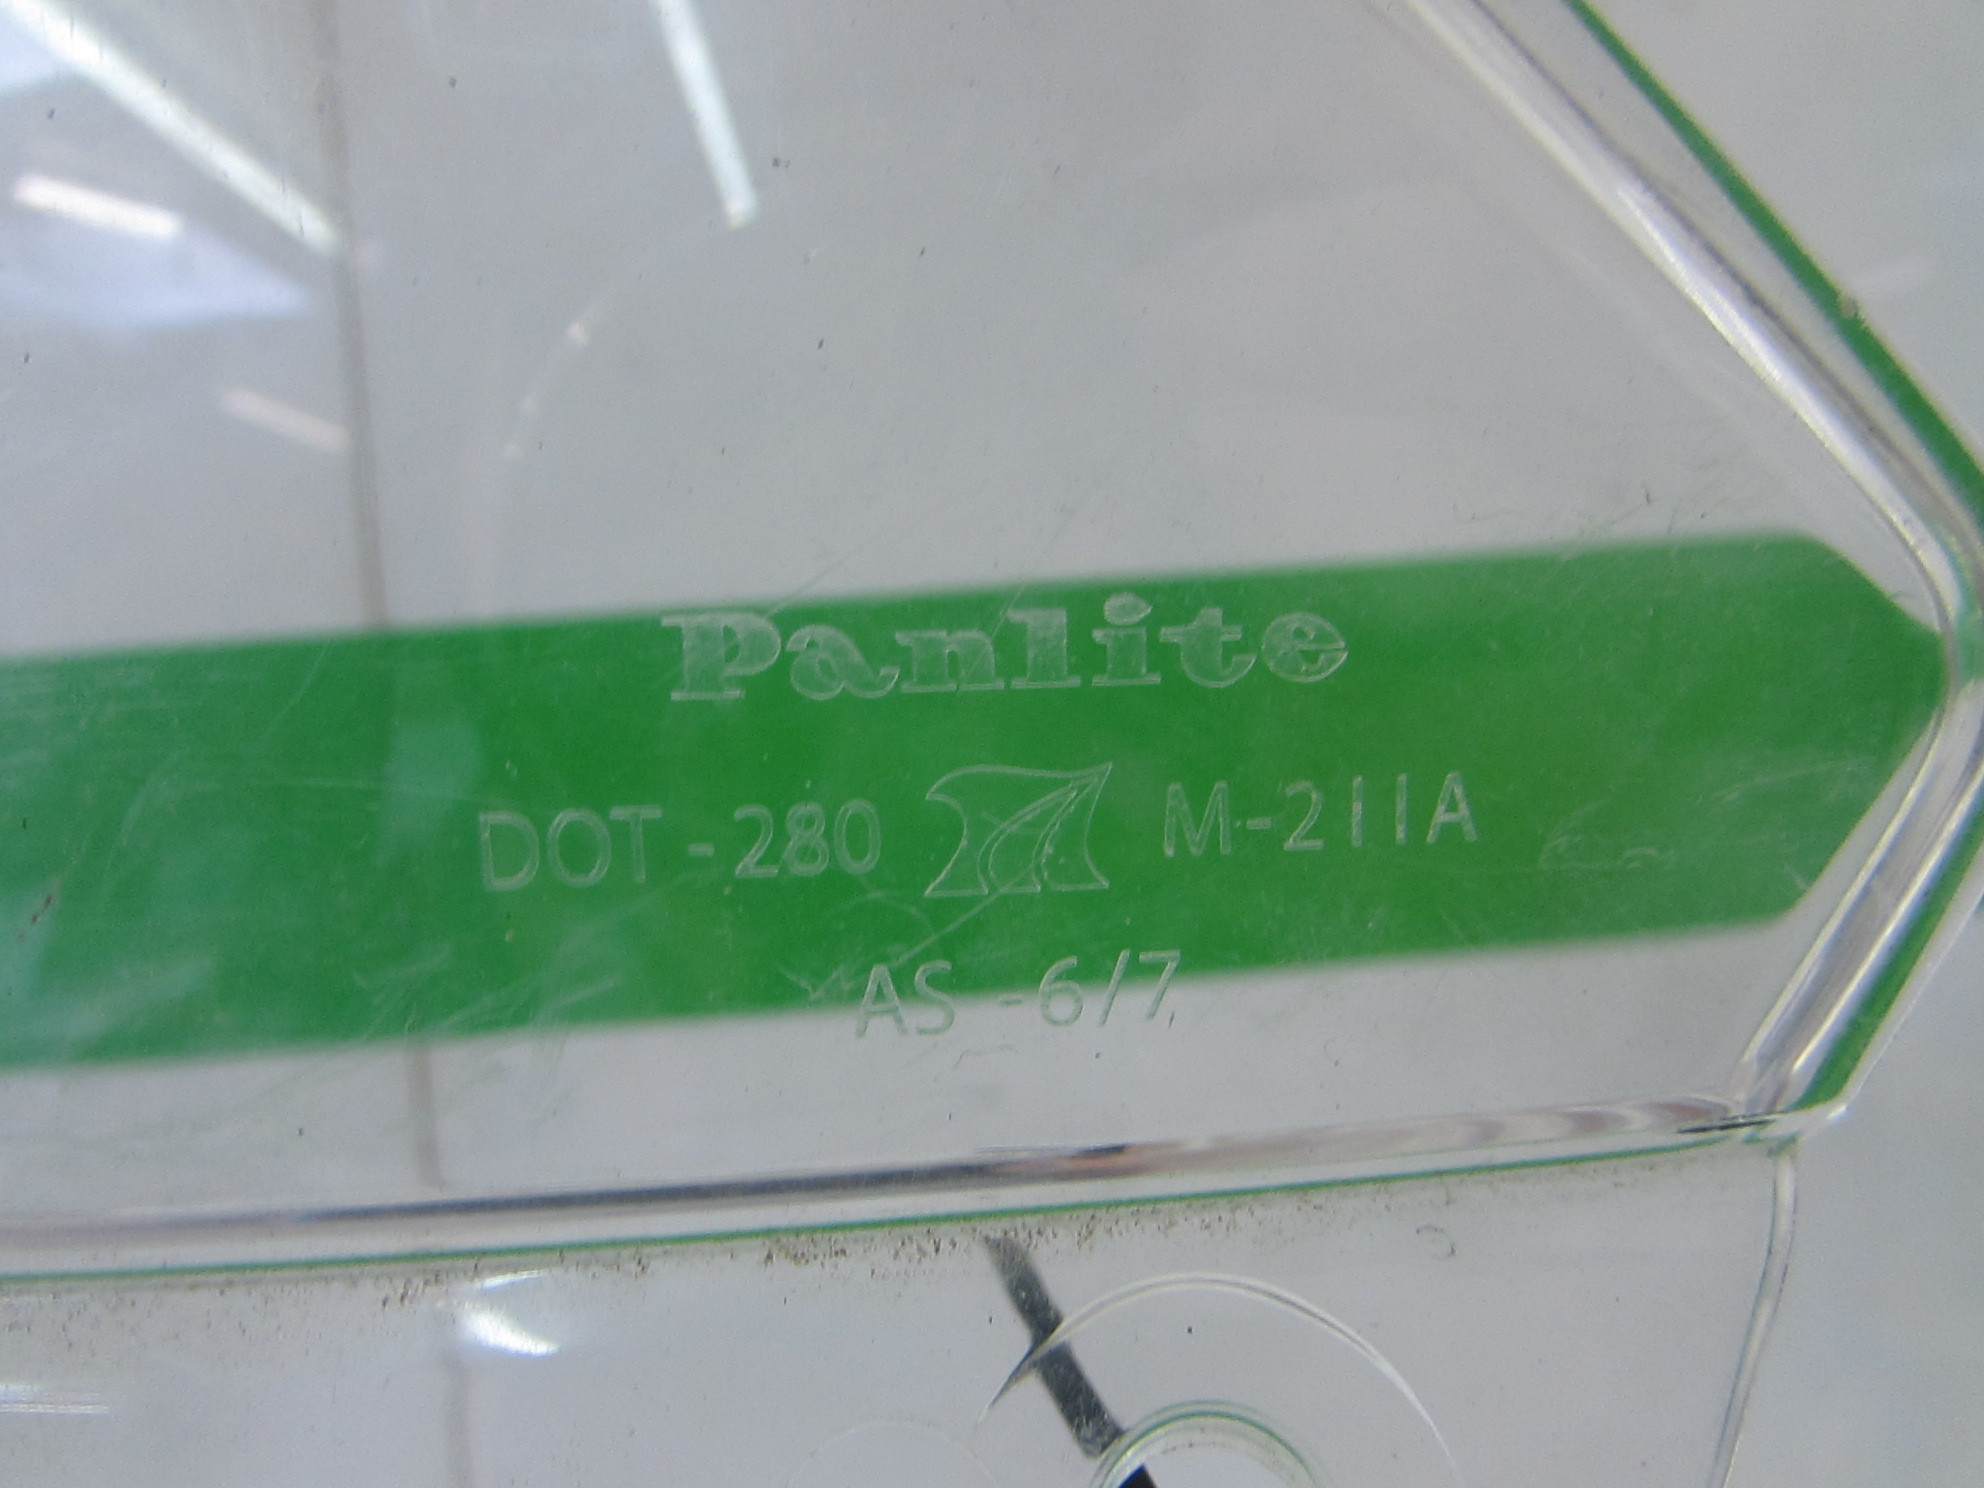 Panlite
DOT - 280 M - 211A
AS - 6/7